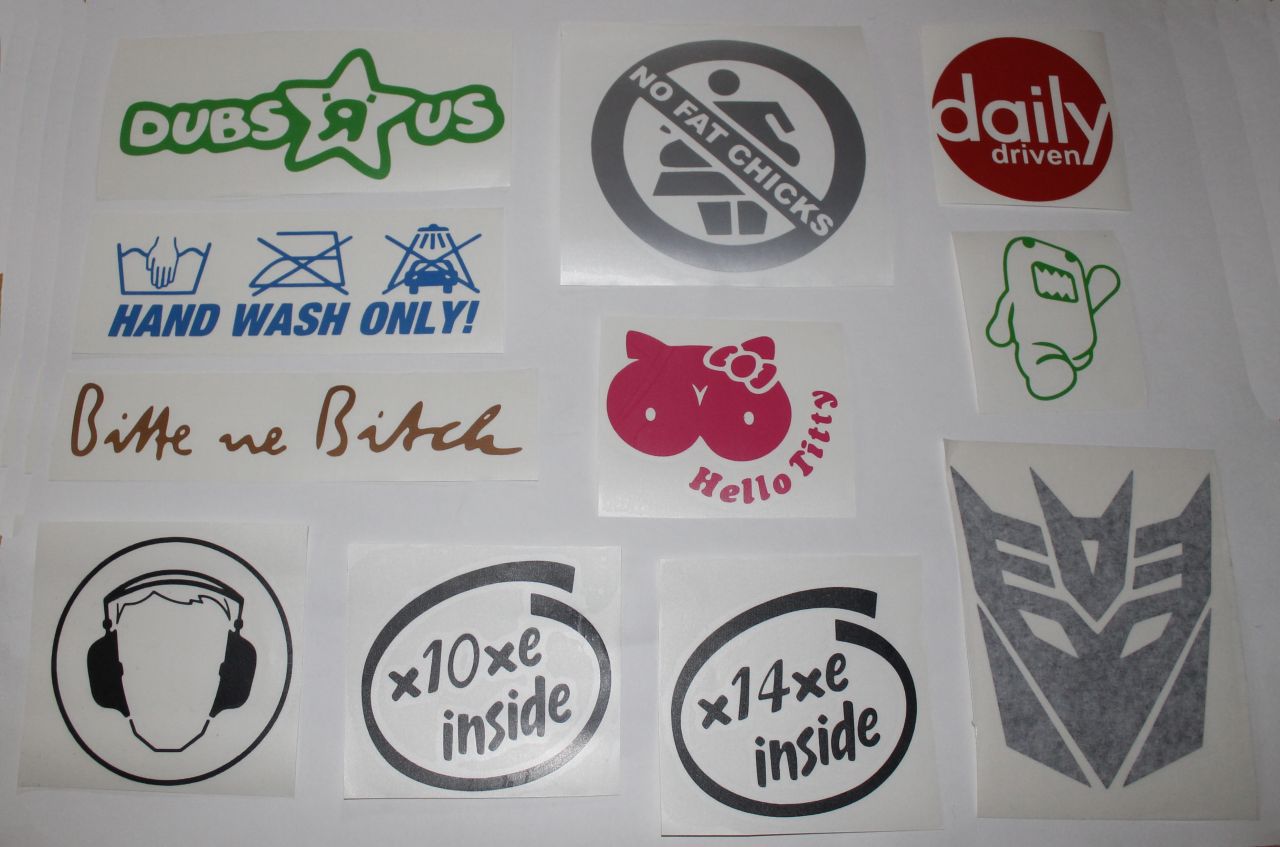 DUBS "R" US
NO FAT CHICKS
daily
driven
HAND WASH ONLY!
Bitte ne Bitch
Hello Titty
x10xe
inside
x14xe
inside